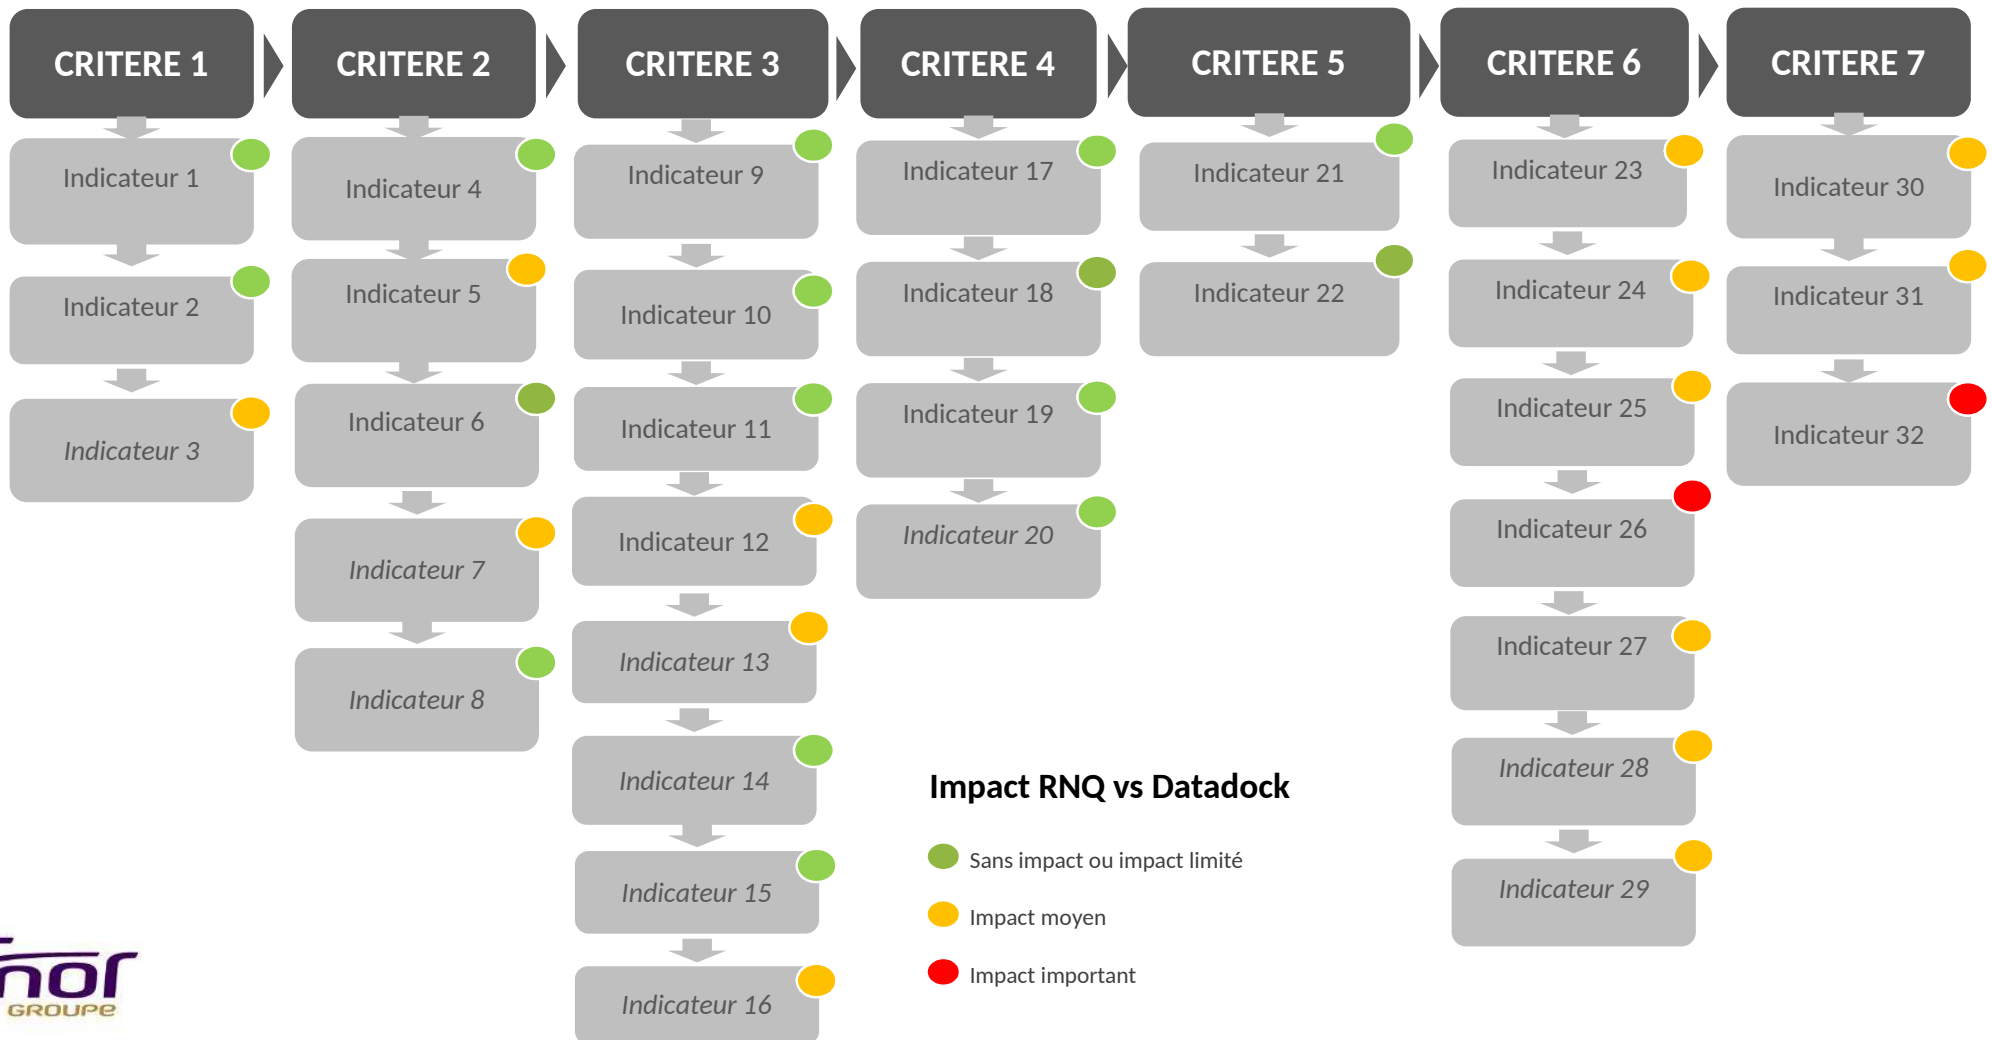 CRITERE 1
CRITERE 2
CRITERE 3
CRITERE 4
CRITERE 5
CRITERE 6
CRITERE 7
Indicateur 1
Indicateur 2
Indicateur 3
Indicateur 4
Indicateur 5
Indicateur 6
Indicateur 7
Indicateur 8
Indicateur 9
Indicateur 10
Indicateur 11
Indicateur 12
Indicateur 13
Indicateur 14
Indicateur 15
Indicateur 16
Indicateur 17
Indicateur 18
Indicateur 19
Indicateur 20
Indicateur 21
Indicateur 22
Indicateur 23
Indicateur 24
Indicateur 25
Indicateur 26
Indicateur 27
Indicateur 28
Indicateur 29
Indicateur 30
Indicateur 31
Indicateur 32
Impact RNQ vs Datadock
Sans impact ou impact limité
Impact moyen
Impact important
GROUPE